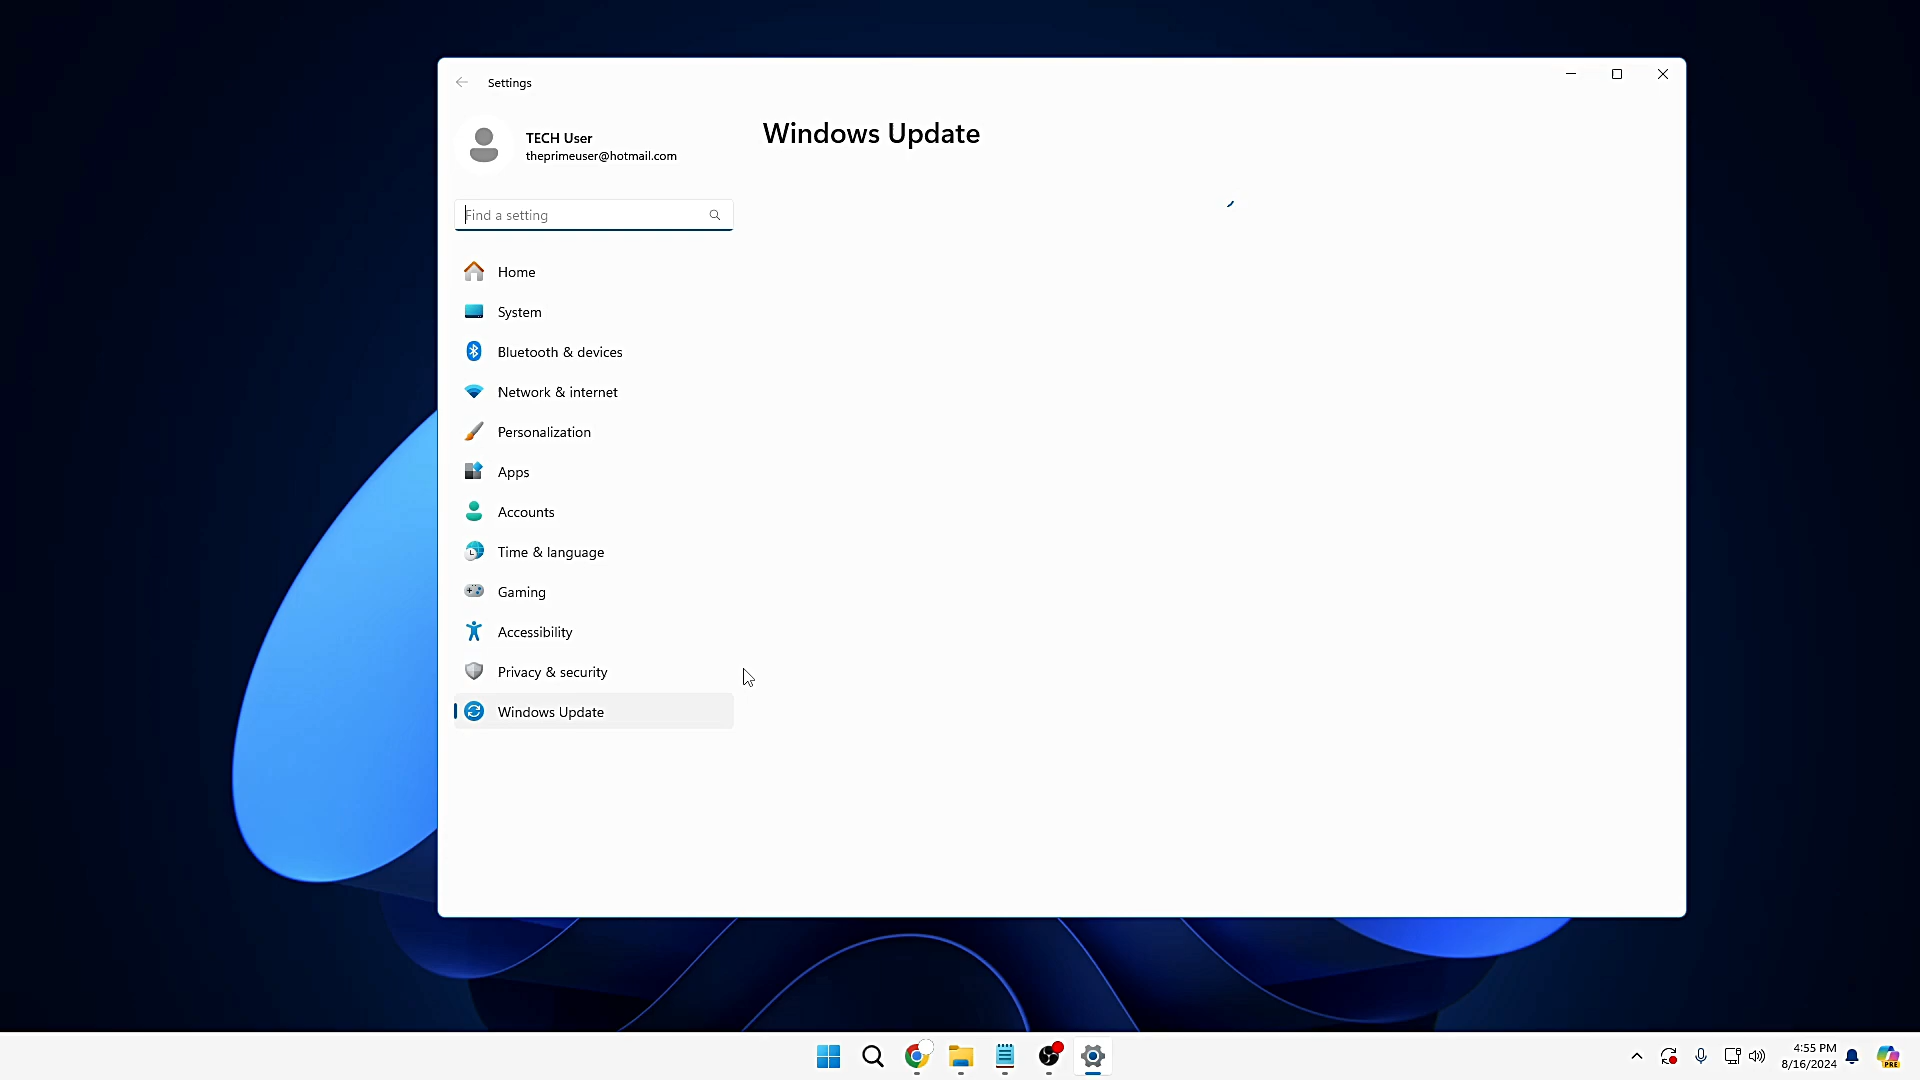 Settings
TECH User
theprimeuser@hotmail.com
Find a setting
Home
System
Bluetooth & devices
Network & internet
Personalization
Apps
Accounts
Time & language
Gaming
Accessibility
Privacy & security
Windows Update
Windows Update
4:55 PM
8/16/2024
PRE